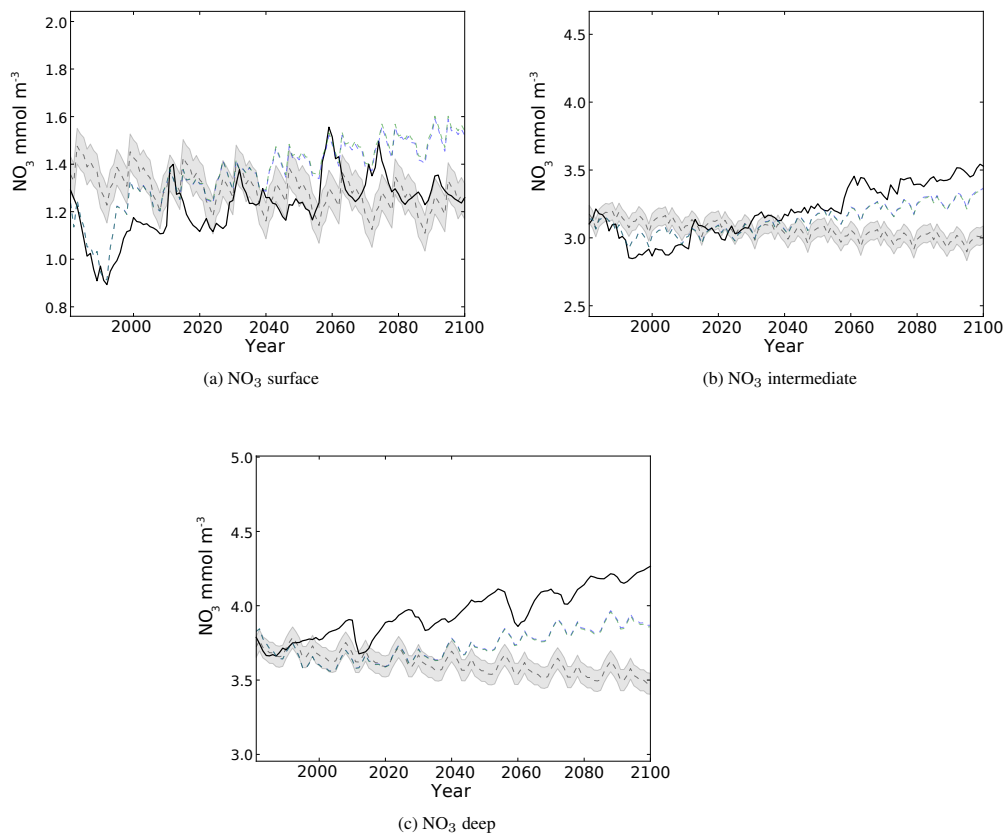 2.0
1.8
1.6
1.4
1.2
1.0
0.8
NO3 mmol m-3
2000 2020 2040 2060 2080 2100
Year
(a) NO3 surface
4.5
4.0
3.5
3.0
2.5
NO3 mmol m-3
2000 2020 2040 2060 2080 2100
Year
(b) NO3 intermediate
5.0
4.5
4.0
3.5
3.0
NO3 mmol m-3
2000 2020 2040 2060 2080 2100
Year
(c) NO3 deep